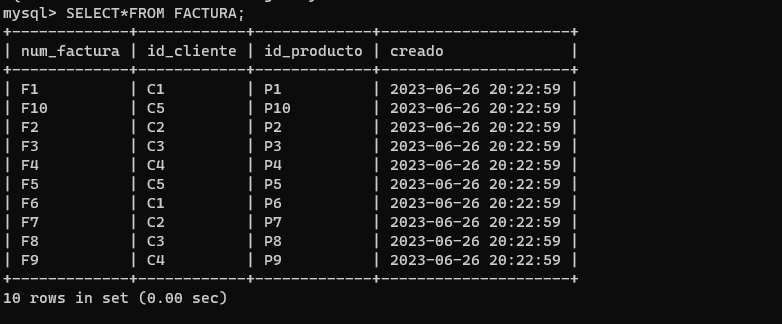 mysql> SELECT*FROM FACTURA;
+-------------+------------+-------------+---------------------+
| num_factura | id_cliente | id_producto | creado              |
+-------------+------------+-------------+---------------------+
| F1          | C1         | P1          | 2023-06-26 20:22:59 |
| F10         | C5         | P10         | 2023-06-26 20:22:59 |
| F2          | C2         | P2          | 2023-06-26 20:22:59 |
| F3          | C3         | P3          | 2023-06-26 20:22:59 |
| F4          | C4         | P4          | 2023-06-26 20:22:59 |
| F5          | C5         | P5          | 2023-06-26 20:22:59 |
| F6          | C1         | P6          | 2023-06-26 20:22:59 |
| F7          | C2         | P7          | 2023-06-26 20:22:59 |
| F8          | C3         | P8          | 2023-06-26 20:22:59 |
| F9          | C4         | P9          | 2023-06-26 20:22:59 |
+-------------+------------+-------------+---------------------+
10 rows in set (0.00 sec)